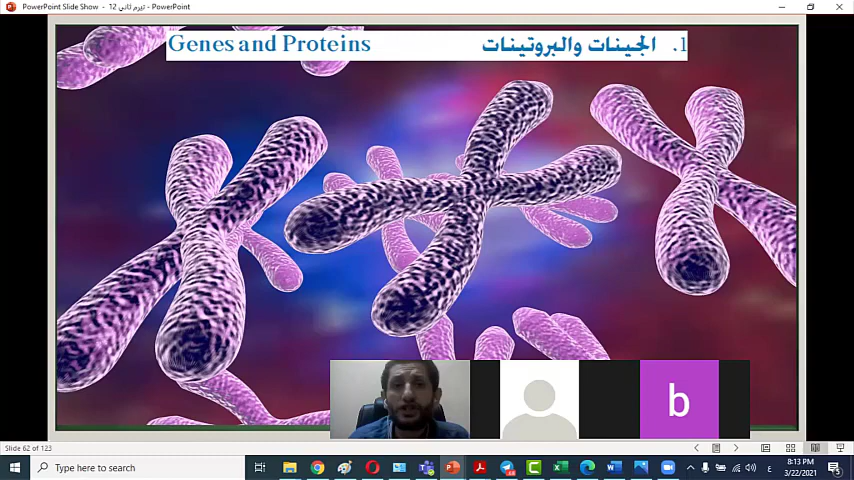 PowerPoint Slide Show - 12 تيرم ثاني - PowerPoint
Genes and Proteins
1. الجينات والبروتينات
b
Slide 62 of 123
Type here to search
8:13 PM
3/22/2021